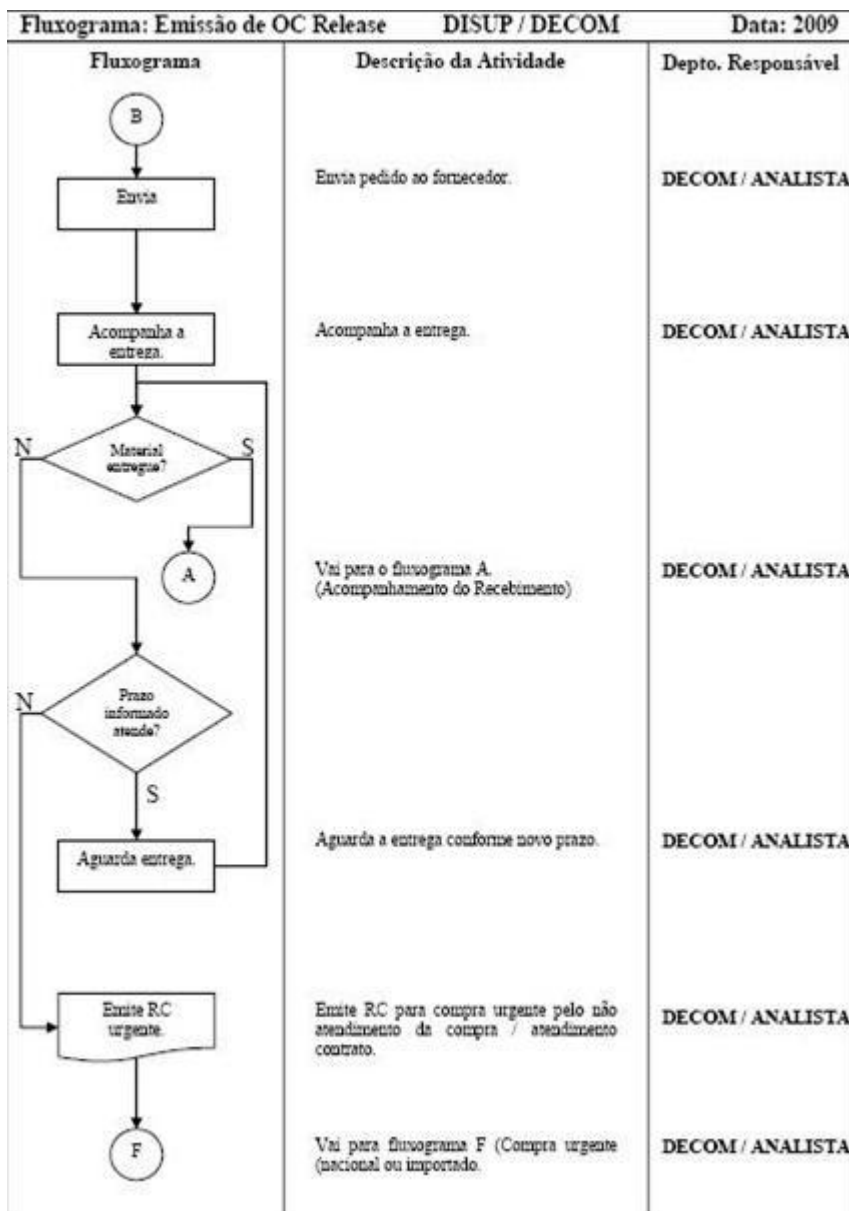 Fluxograma: Emissão de OC Release DISUP / DECOM Data: 2009
Fluxograma Descrição da Atividade Depto. Responsável
B
Envia
Envia pedido ao fornecedor.
DECOM / ANALISTA
Acompanha a
entrega.
Acompanha a entrega.
DECOM / ANALISTA
N
Material
entregue?
S
A
Vai para o fluxograma A.
(Acompanhamento do Recebimento)
DECOM / ANALISTA
N
Prazo
informado
atende?
S
Aguarda entrega.
Aguarda a entrega conforme novo prazo.
DECOM / ANALISTA
Emite RC
urgente.
Emite RC para compra urgente pelo não
atendimento da compra / atendimento
contrato.
DECOM / ANALISTA
F
Vai para fluxograma F (Compra urgente
(nacional ou importado.
DECOM / ANALISTA